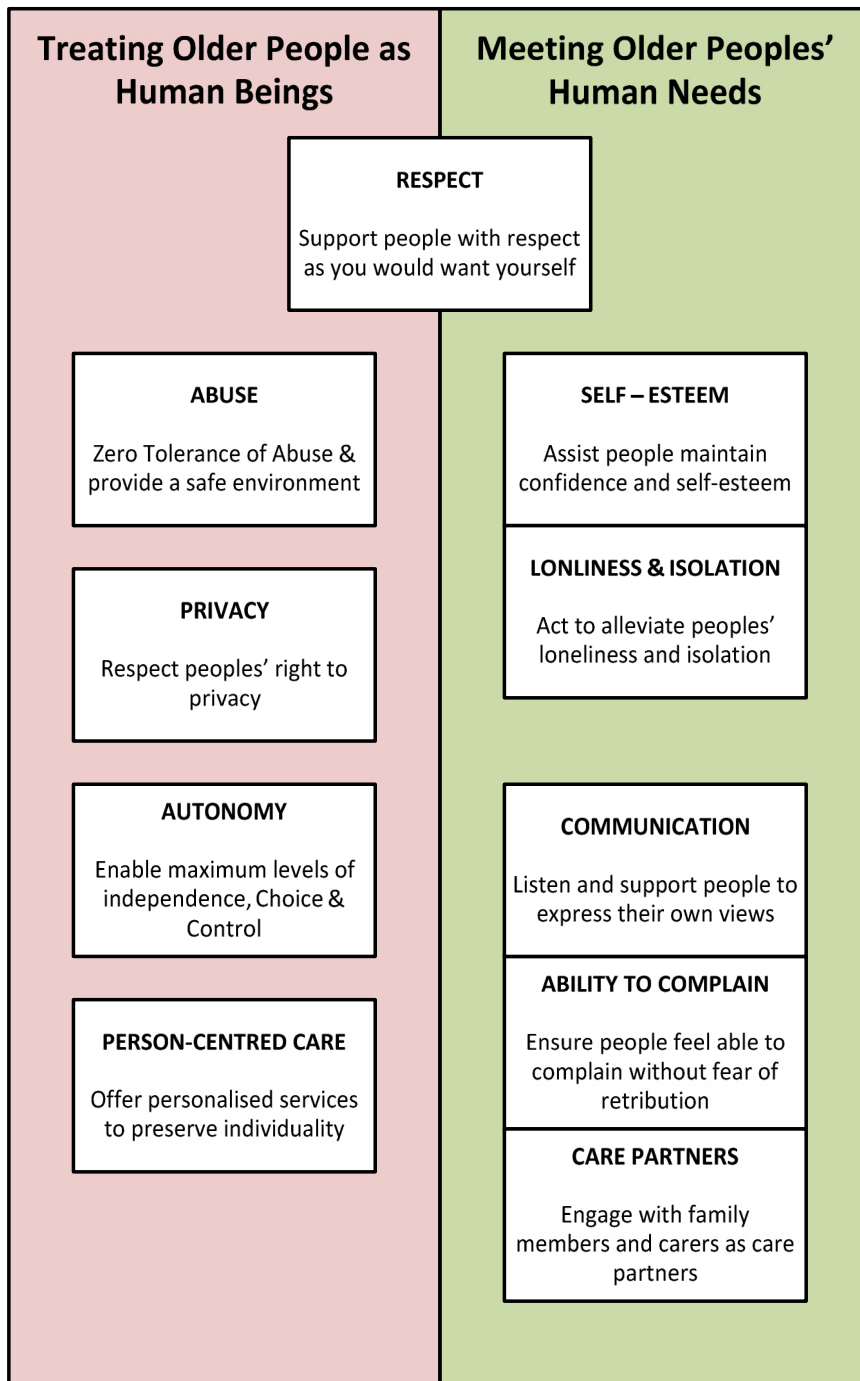 Treating Older People as
Human Beings
Meeting Older Peoples’
Human Needs
RESPECT
Support people with respect
as you would want yourself
ABUSE
Zero Tolerance of Abuse &
provide a safe environment
PRIVACY
Respect peoples’ right to
privacy
AUTONOMY
Enable maximum levels of
independence, Choice &
Control
PERSON-CENTRED CARE
Offer personalised services
to preserve individuality
SELF – ESTEEM
Assist people maintain
confidence and self-esteem
LONLINESS & ISOLATION
Act to alleviate peoples’
loneliness and isolation
COMMUNICATION
Listen and support people to
express their own views
ABILITY TO COMPLAIN
Ensure people feel able to
complain without fear of
retribution
CARE PARTNERS
Engage with family
members and carers as care
partners